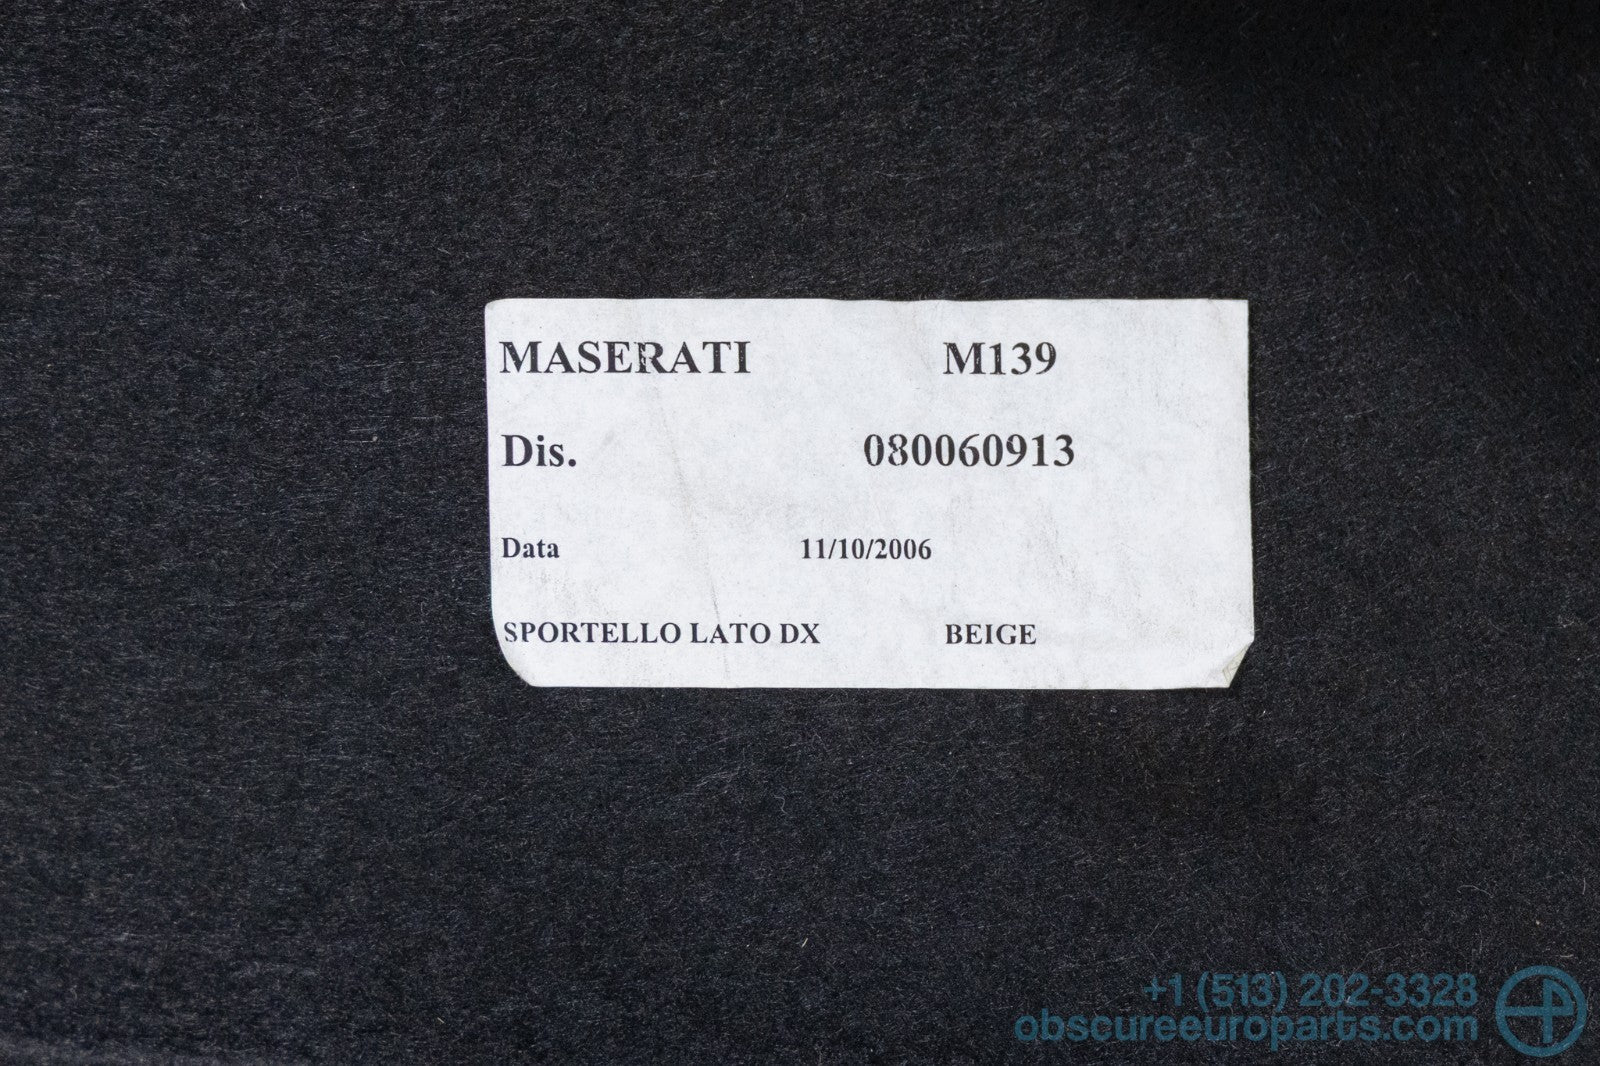 MASERATI M139
Dis. 080060913
Data 11/10/2006
SPORTELLO LATO DX BEIGE
+1 (513) 202-3328
obscureeuroparts.com